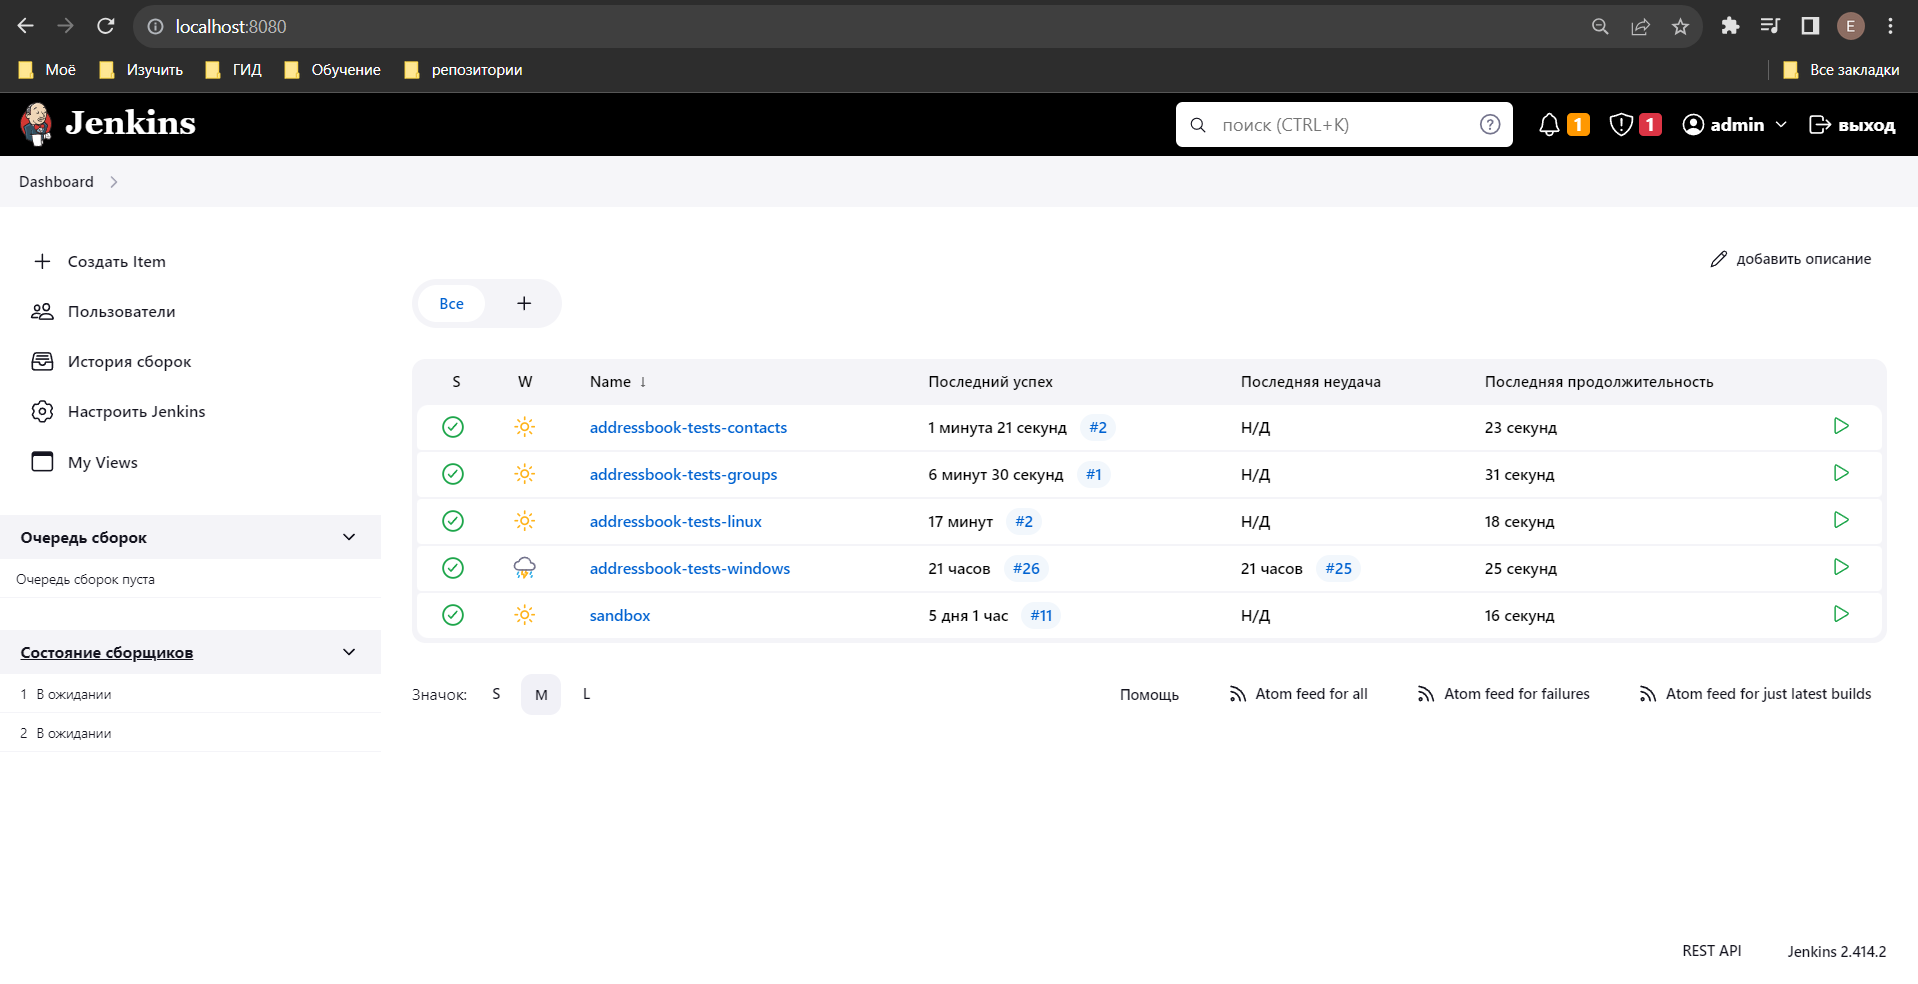 localhost:8080
E
Моё
Изучить
ГИД
Обучение
репозитории
Все закладки
Jenkins
поиск (CTRL+K)
1
1
admin
выход
Dashboard
Создать Item
Пользователи
История сборок
Настроить Jenkins
My Views
Очередь сборок
Очередь сборок пуста
Состояние сборщиков
1 В ожидании
2 В ожидании
добавить описание
Все +
S W Name ↓ Последний успех Последняя неудача Последняя продолжительность
addressbook-tests-contacts 1 минута 21 секунд #2 Н/Д 23 секунд
addressbook-tests-groups 6 минут 30 секунд #1 Н/Д 31 секунд
addressbook-tests-linux 17 минут #2 Н/Д 18 секунд
addressbook-tests-windows 21 часов #26 21 часов #25 25 секунд
sandbox 5 дня 1 час #11 Н/Д 16 секунд
Значок: S M L
Помощь
Atom feed for all
Atom feed for failures
Atom feed for just latest builds
REST API
Jenkins 2.414.2